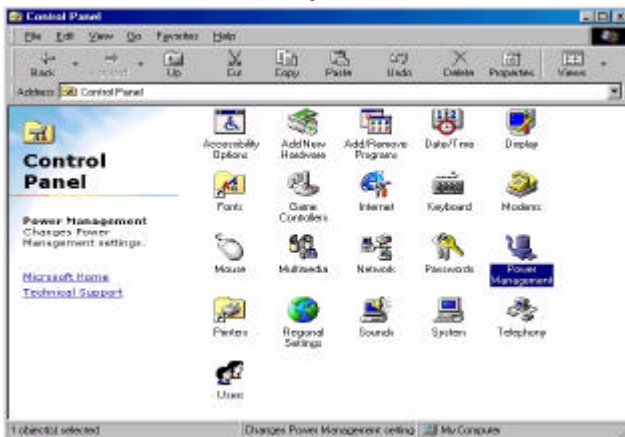 Control Panel
File Edit View Go Favorites Help
Back Up Cut Copy Paste Undo Delete Properties Views
Address Control Panel
Control
Panel
Power Management
Changes Power
Management settings.
Microsoft Home
Technical Support
Accessibility
Options
Add New
Hardware
Add/Remove
Programs
Date/Time
Display
Fonts
Game
Controllers
Internet
Keyboard
Modems
Mouse
Multimedia
Network
Passwords
Power
Management
Printers
Regional
Settings
Sounds
System
Telephony
Users
1 object(s) selected
Changes Power Management setting
My Computer